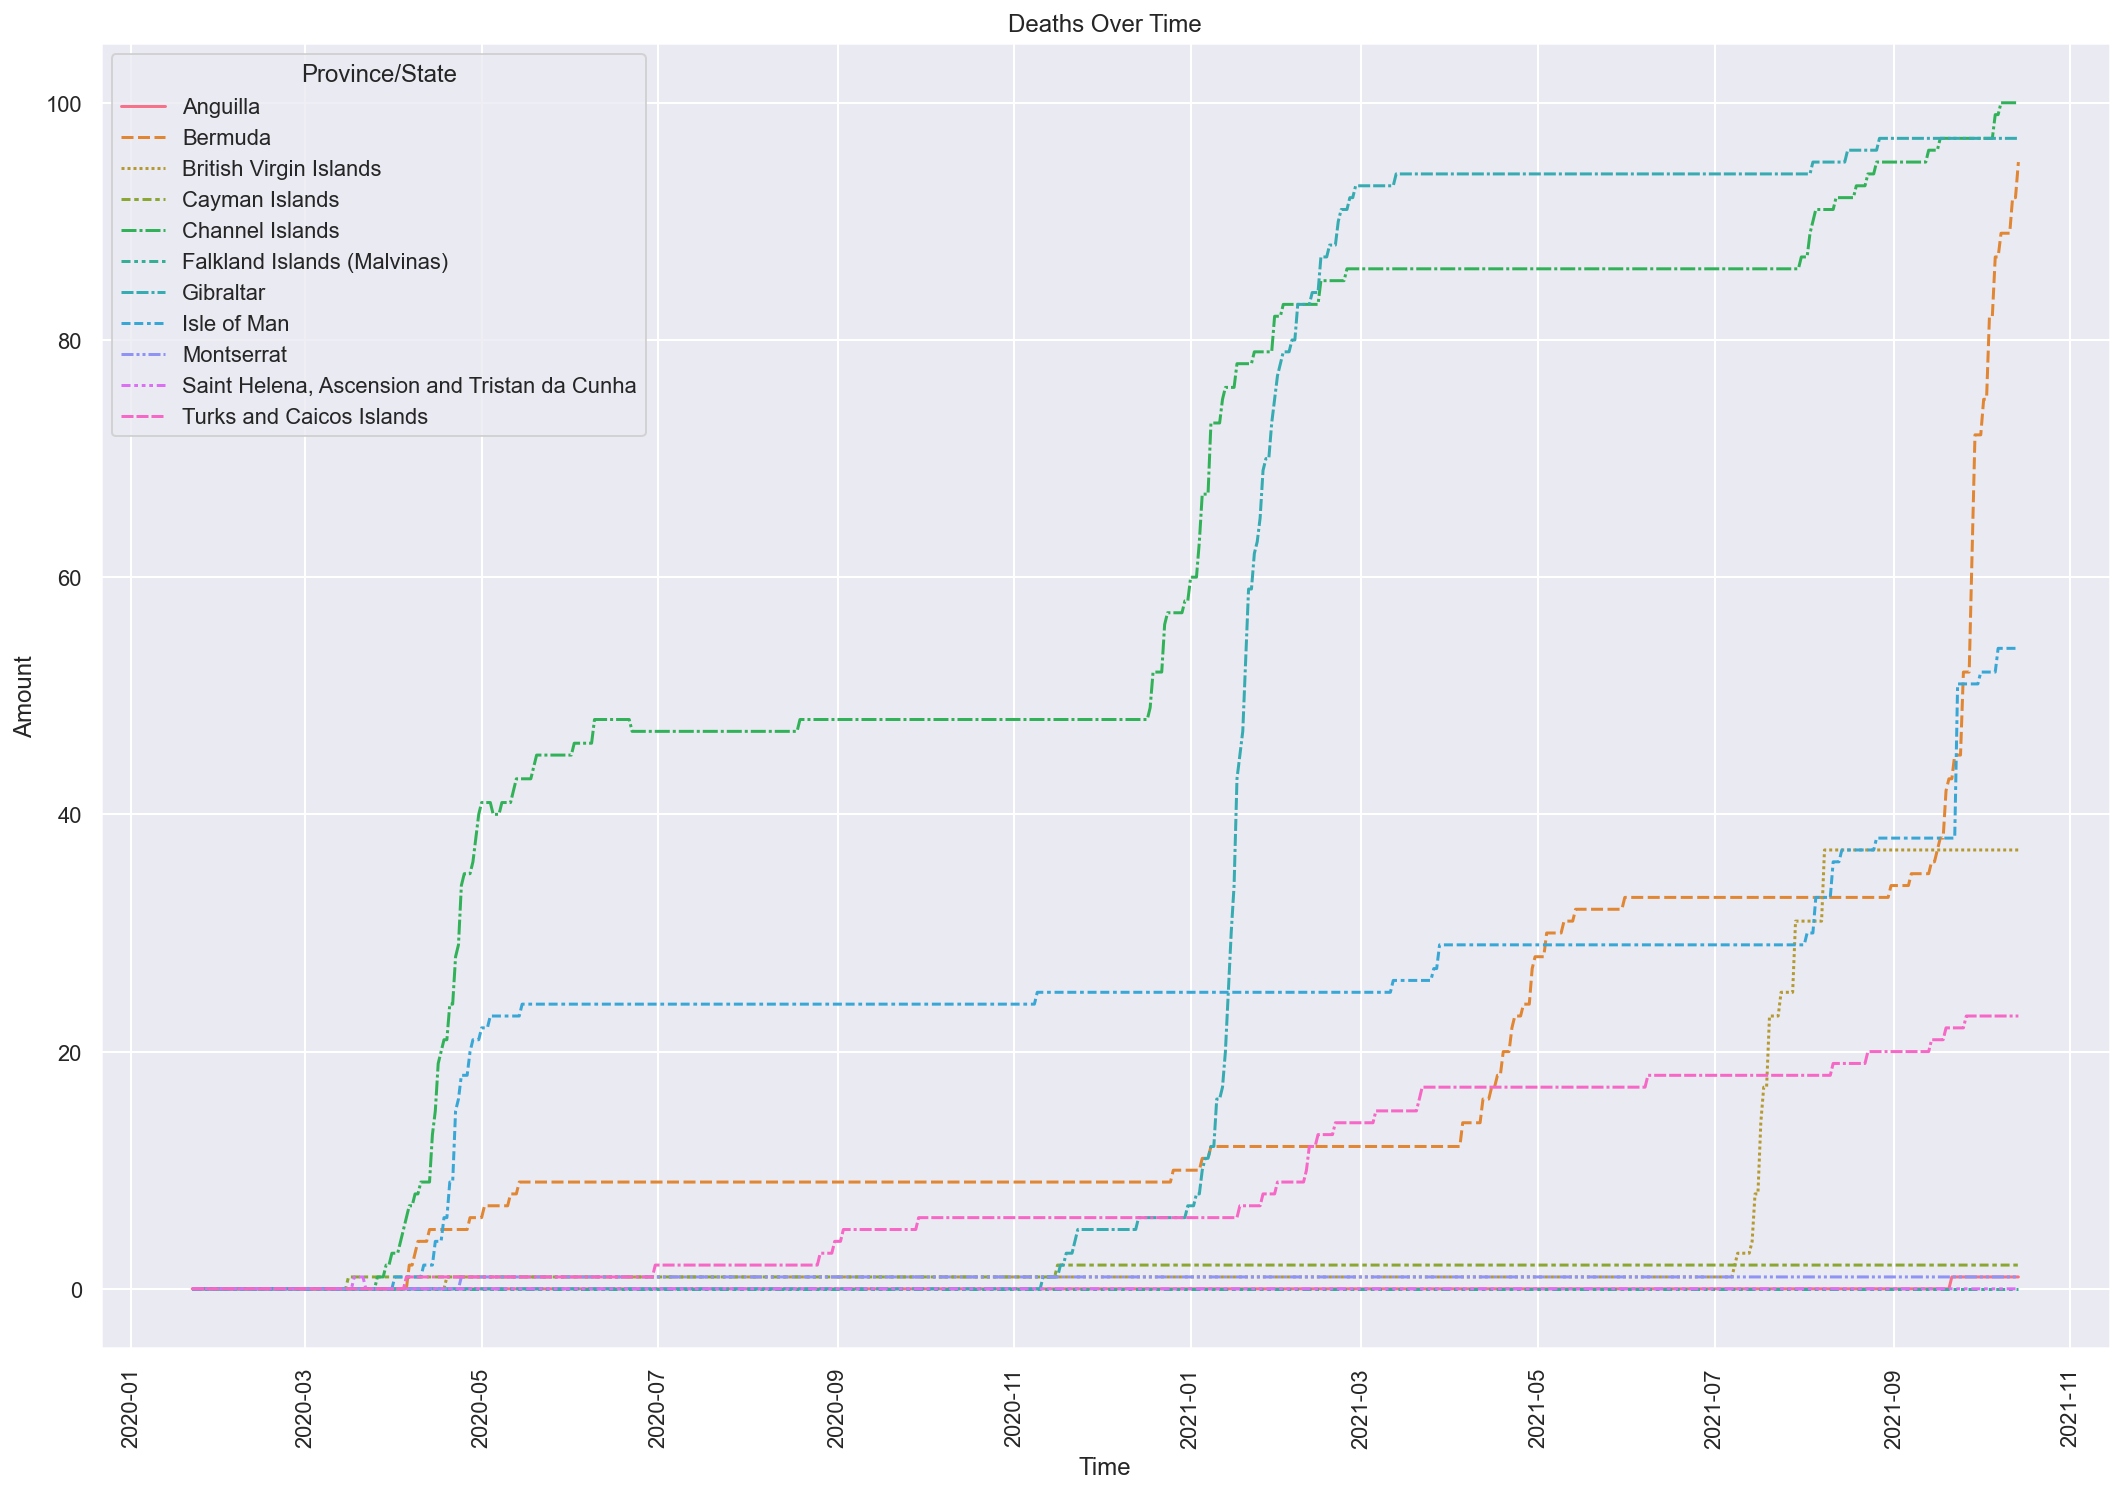 Deaths Over Time
Province/State
Anguilla
Bermuda
British Virgin Islands
Cayman Islands
Channel Islands
Falkland Islands (Malvinas)
Gibraltar
Isle of Man
Montserrat
Saint Helena, Ascension and Tristan da Cunha
Turks and Caicos Islands
Amount
100
80
60
40
20
0
2020-01
2020-03
2020-05
2020-07
2020-09
2020-11
2021-01
2021-03
2021-05
2021-07
2021-09
2021-11
Time